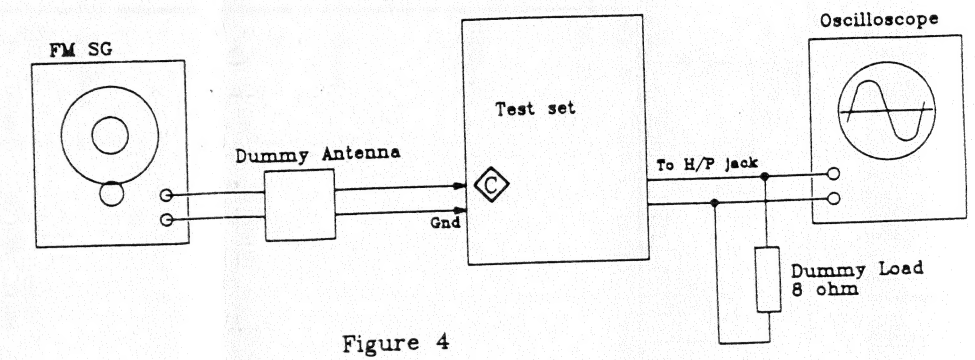 Oscilloscope
FM SG
Test set
Dummy Antenna
To H/P jack
C
Gnd
Dummy Load
8 ohm
Figure 4